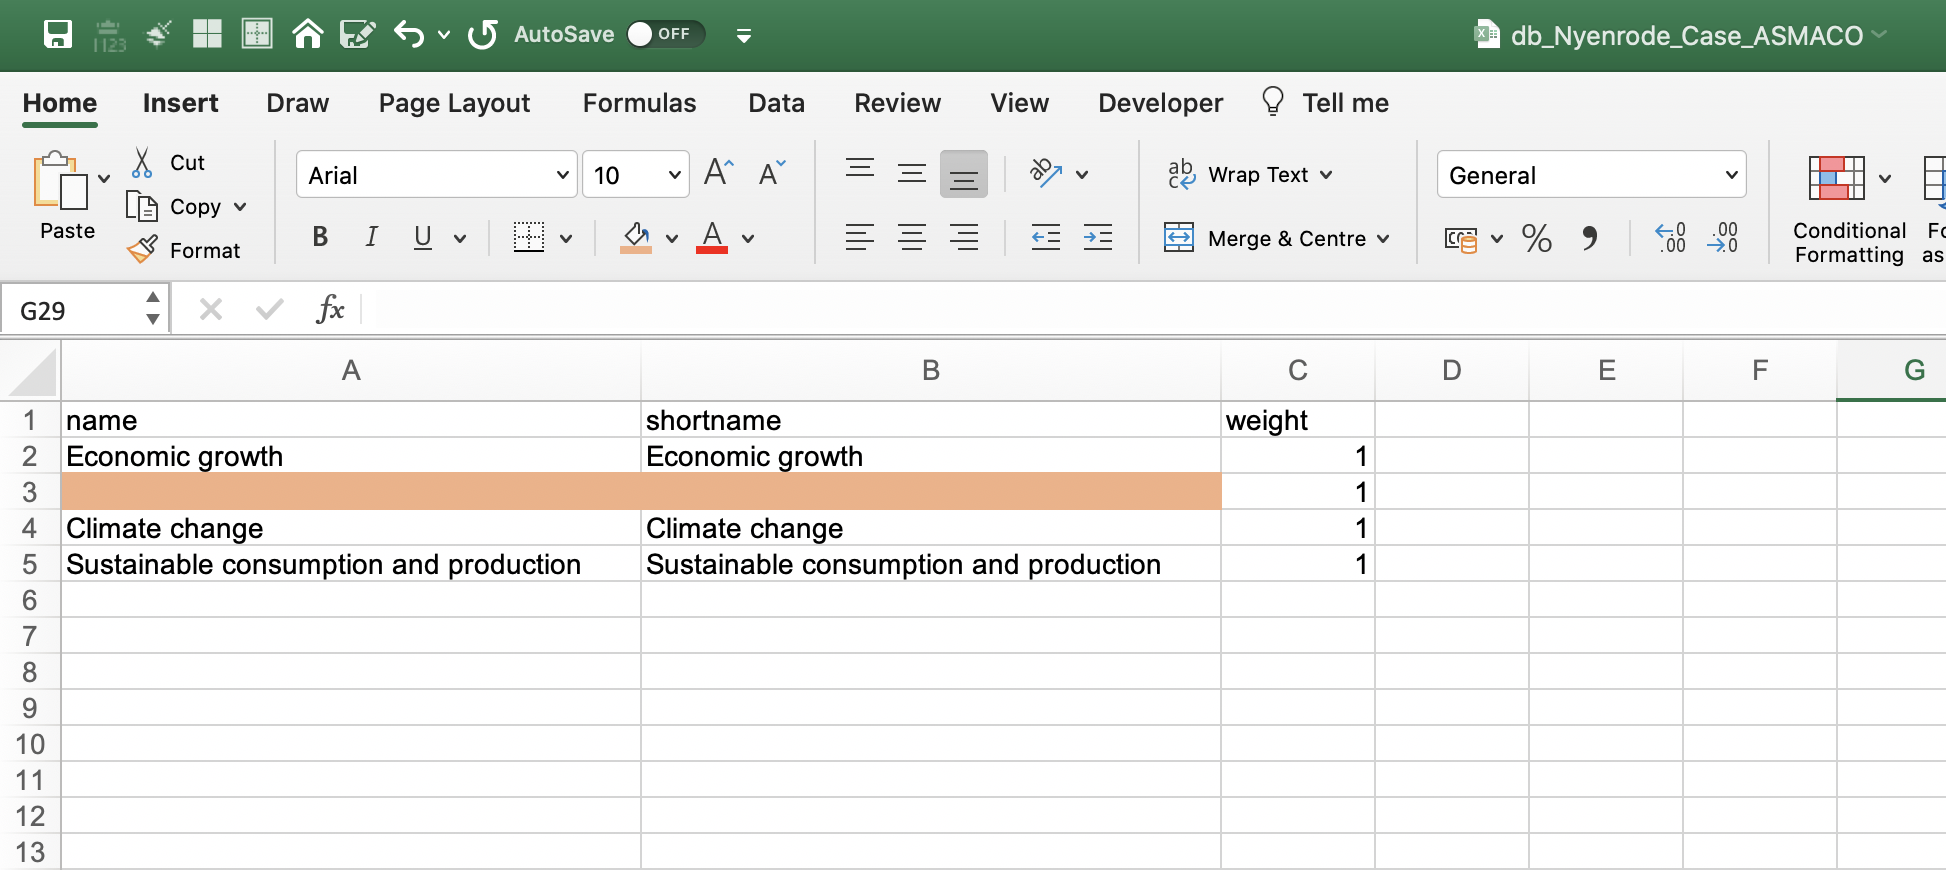 AutoSave OFF
db_Nyenrode_Case_ASMACO
Home Insert Draw Page Layout Formulas Data Review View Developer Tell me
Paste
Cut
Copy
Format
Arial 10
B I U A
Wrap Text
Merge & Centre
General
Conditional
Formatting
G29 fx
A B C D E F G
1 name shortname weight
2 Economic growth Economic growth 1
3 1
4 Climate change Climate change 1
5 Sustainable consumption and production Sustainable consumption and production 1
6
7
8
9
10
11
12
13